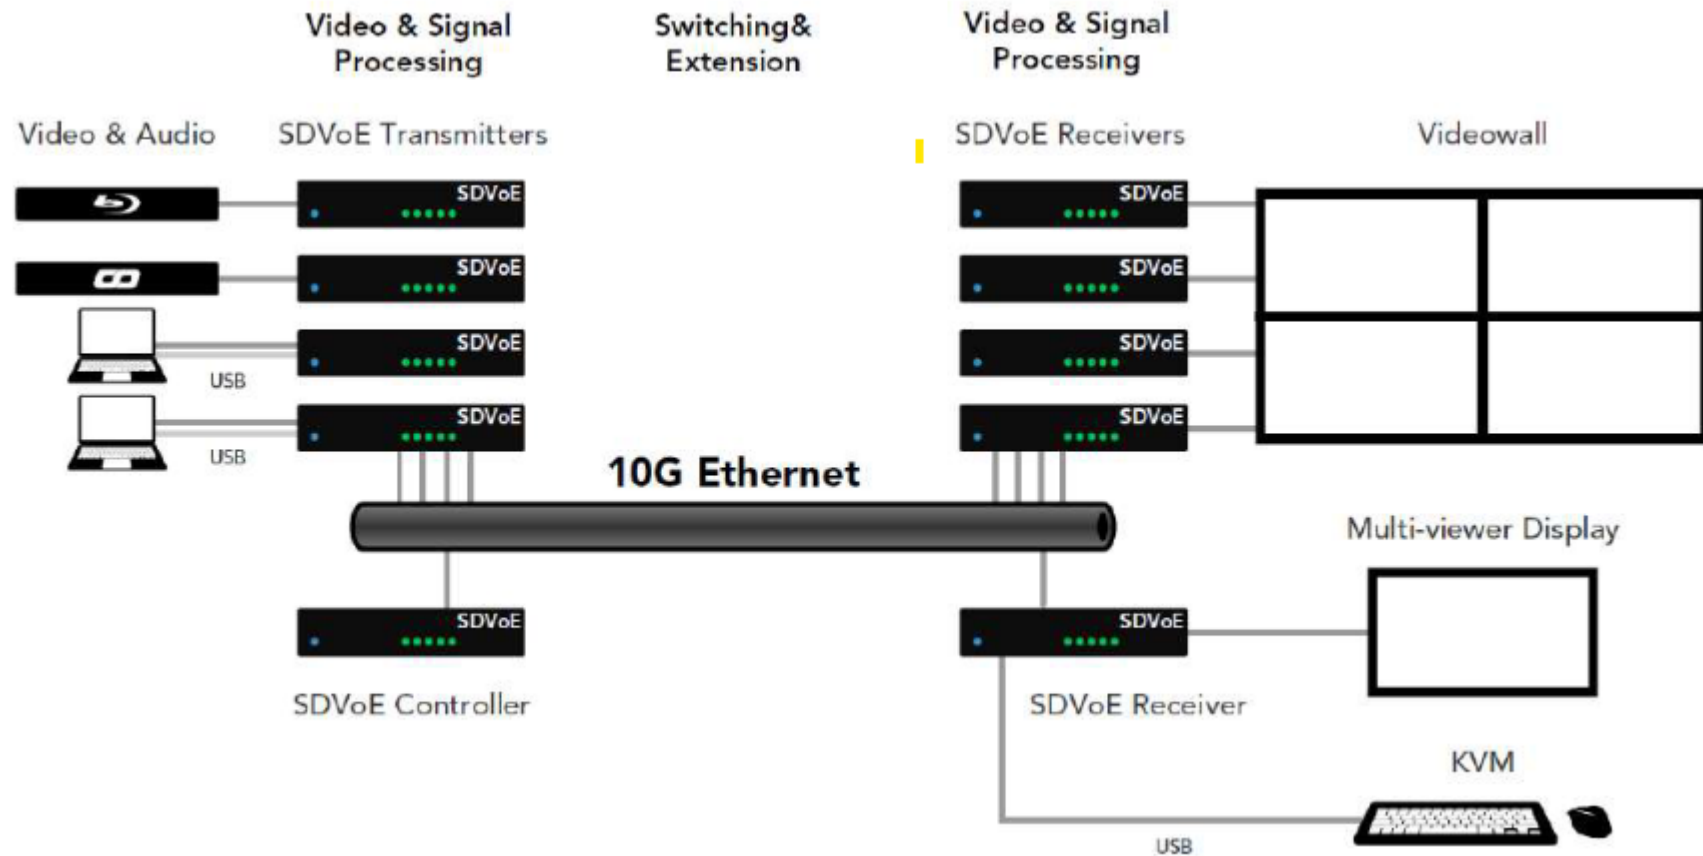 Video & Signal
Processing
Switching&
Extension
Video & Signal
Processing
Video & Audio
SDVoE Transmitters
SDVoE Receivers
Videowall
SDVoE
SDVoE
SDVoE
SDVoE
SDVoE
SDVoE
USB
SDVoE
SDVoE
USB
10G Ethernet
Multi-viewer Display
SDVoE
SDVoE
SDVoE Controller
SDVoE Receiver
KVM
USB